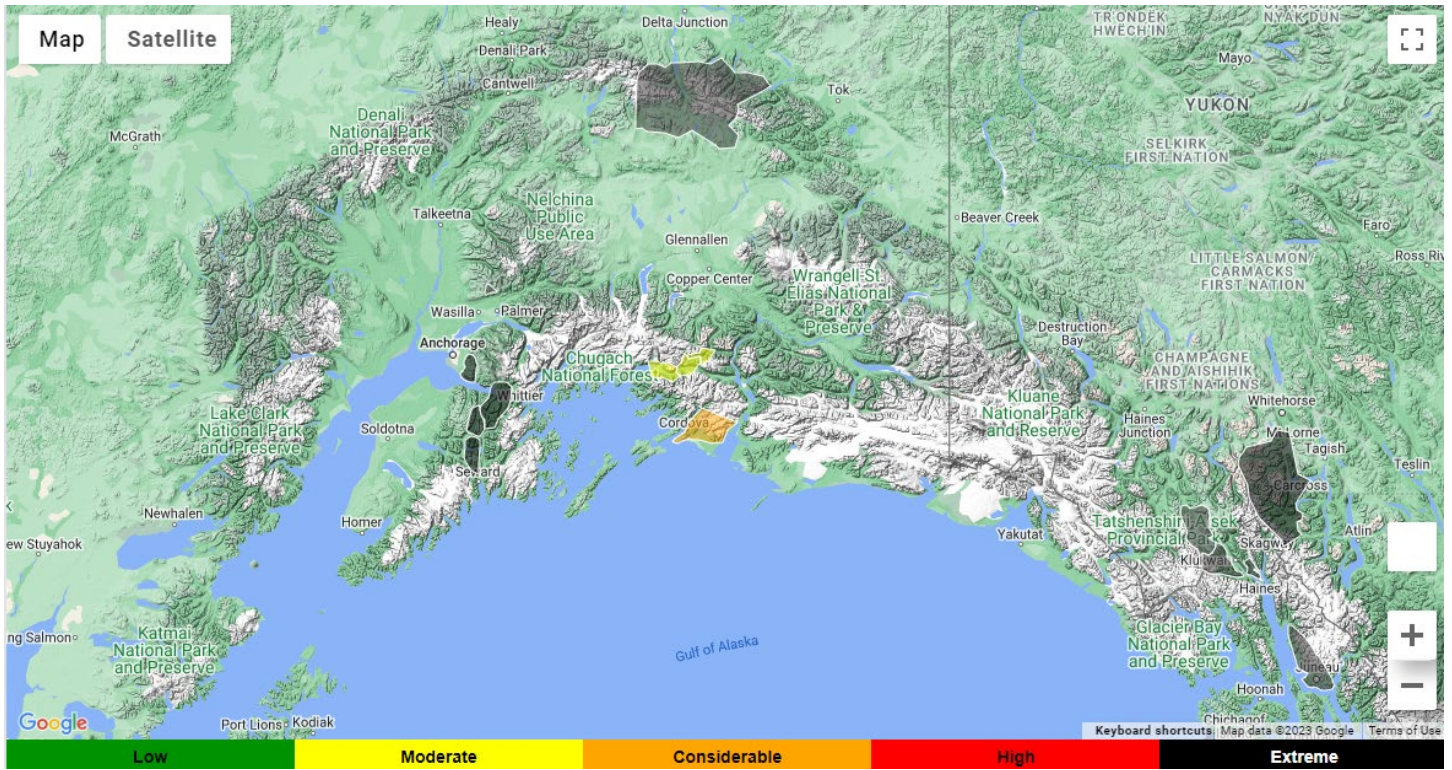 Map
Satellite
Healy
Delta Junction
TR'ONDEK
HWECH'IN
NYAK DUN
Denali Park
Cantwell
Mayo
Tok
YUKON
Denali
National Park
and Preserve
McGrath
SELKIRK
FIRST NATION
Nelchina
Public
Use Area
Talkeetna
Beaver Creek
Faro
Glennallen
LITTLE SALMON/
CARMACKS
FIRST NATION
Ross Riv
Copper Center
Wrangell-St.
Elias National
Park &
Preserve
Wasilla
Palmer
Destruction
Bay
Anchorage
Chugach
National Forest
CHAMPAGNE
AND AISHIHIK
FIRST NATIONS
Whittier
Kluane
National Park
and Reserve
Whitehorse
Lake Clark
National Park
and Preserve
Soldotna
Cordova
Haines
Junction
Tagish
Seward
Teslin
Carcross
Newhalen
Homer
Yakutat
Tatshenshini-Alsek
Provincial Park
Atlin
ew Stuyahok
Skagway
Klukwan
Haines
ng Salmon
Katmai
National Park
and Preserve
Gulf of Alaska
Glacier Bay
National Park
and Preserve
Juneau
Hoonah
Google
Port Lions
Kodiak
Chichagof
Keyboard shortcuts
Map data ©2023 Google
Terms of Use
Low
Moderate
Considerable
High
Extreme